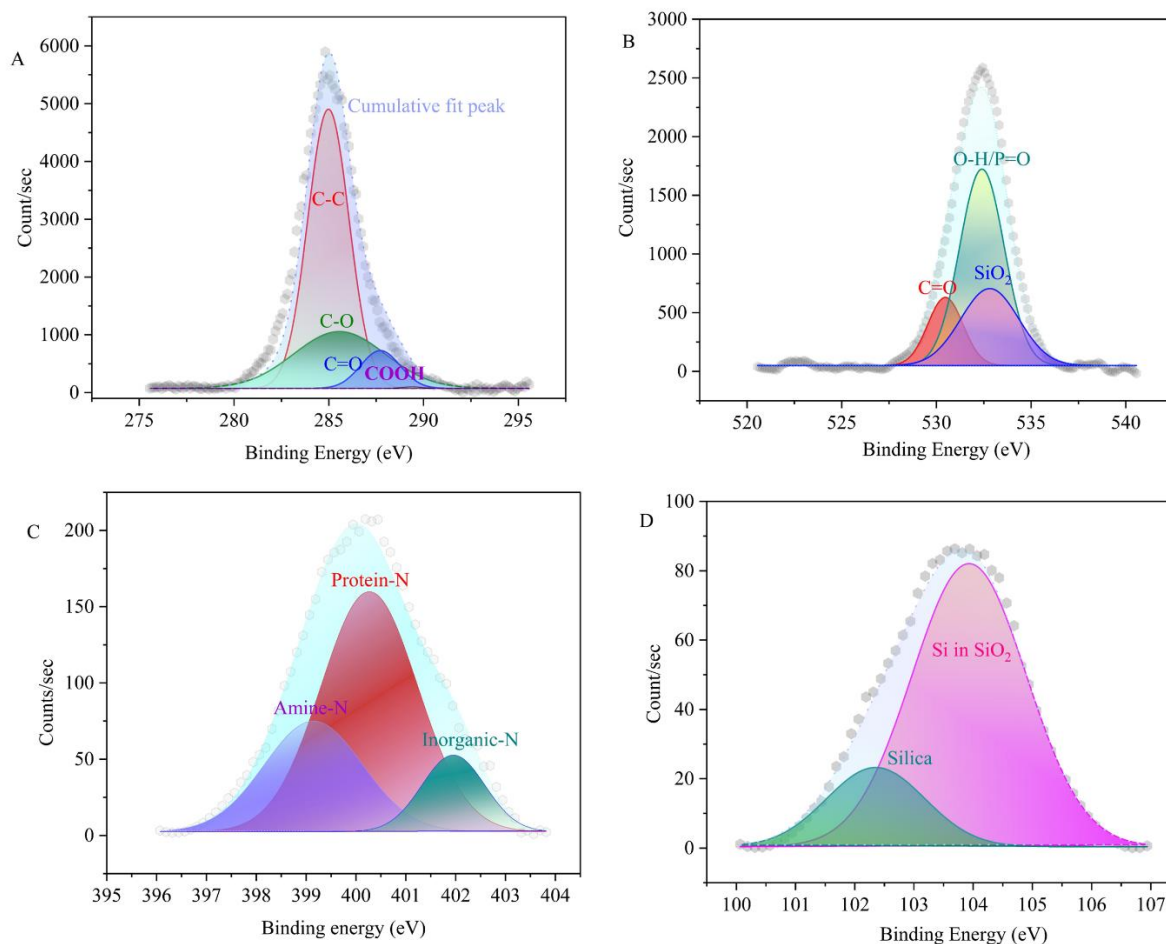 A
Count/sec
6000
5000
4000
3000
2000
1000
0
Cumulative fit peak
C-C
C-O
C=O
COOH
275 280 285 290 295
Binding Energy (eV)
B
Count/sec
3000
2500
2000
1500
1000
500
0
O-H/P=O
SiO2
C=O
520 525 530 535 540
Binding Energy (eV)
C
Counts/sec
200
150
100
50
0
Protein-N
Amine-N
Inorganic-N
395 396 397 398 399 400 401 402 403 404
Binding energy (eV)
D
Count/sec
100
80
60
40
20
0
Si in SiO2
Silica
100 101 102 103 104 105 106 107
Binding Energy (eV)